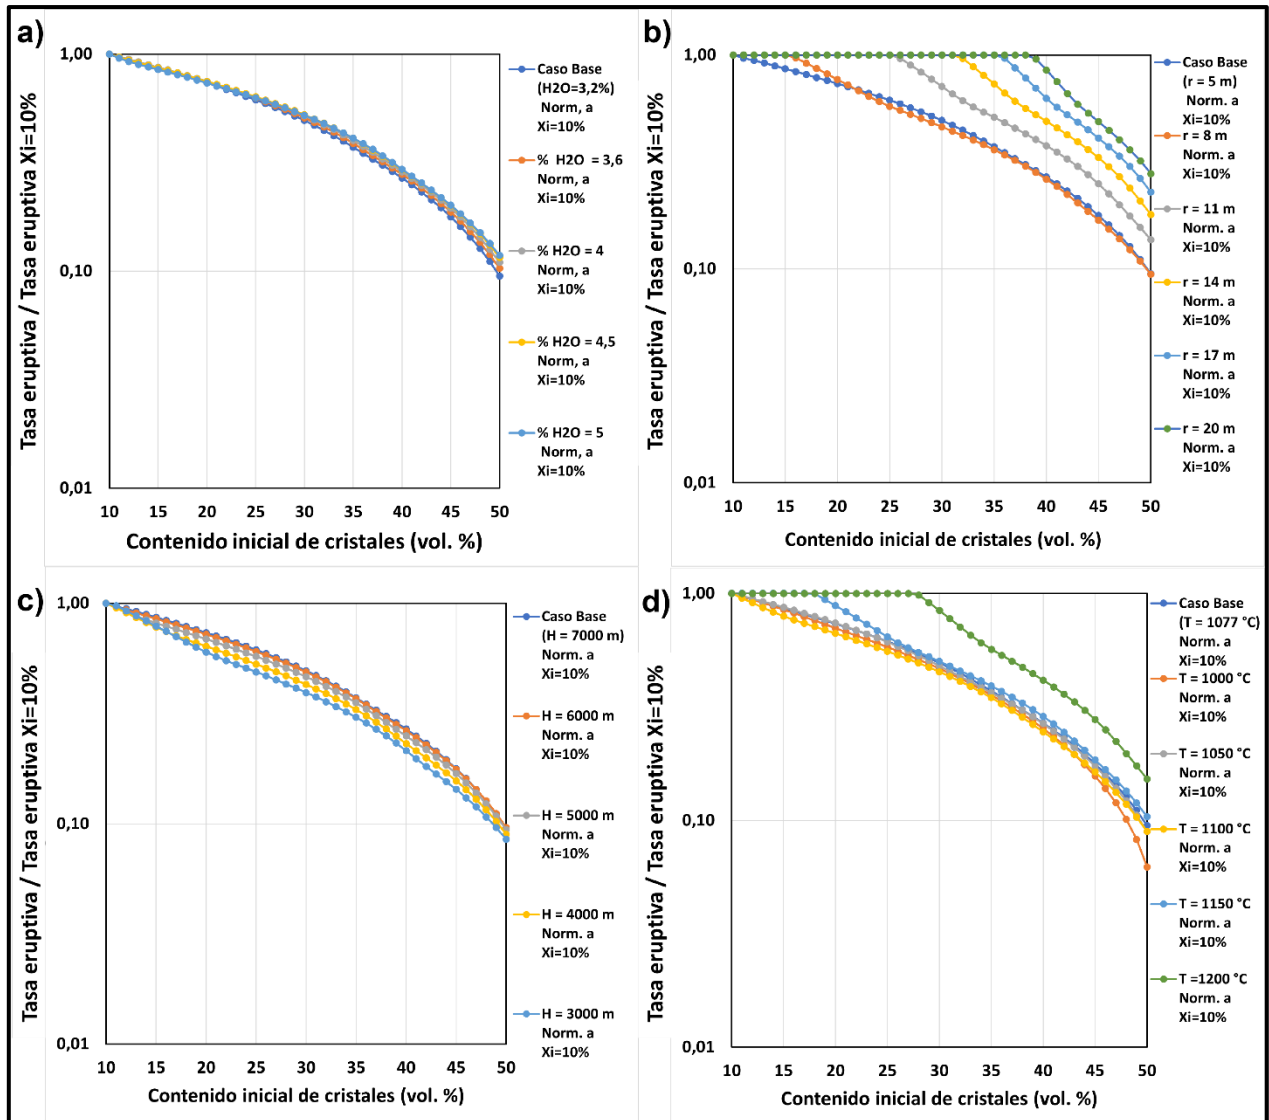 a)
Tasa eruptiva / Tasa eruptiva Xi=10%
1,00
0,10
0,01
10 15 20 25 30 35 40 45 50
Contenido inicial de cristales (vol. %)
Caso Base
(H2O=3,2%)
Norm, a
Xi=10%
% H2O = 3,6
Norm, a
Xi=10%
% H2O = 4
Norm, a
Xi=10%
% H2O = 4,5
Norm, a
Xi=10%
% H2O = 5
Norm, a
Xi=10%
b)
Tasa eruptiva / Tasa eruptiva Xi=10%
1,00
0,10
0,01
10 15 20 25 30 35 40 45 50
Contenido inicial de cristales (vol. %)
Caso Base
(r = 5 m)
Norm. a
Xi=10%
r = 8 m
Norm. a
Xi=10%
r = 11 m
Norm. a
Xi=10%
r = 14 m
Norm. a
Xi=10%
r = 17 m
Norm. a
Xi=10%
r = 20 m
Norm. a
Xi=10%
c)
Tasa eruptiva / Tasa eruptiva Xi=10%
1,00
0,10
0,01
10 15 20 25 30 35 40 45 50
Contenido inicial de cristales (vol. %)
Caso Base
(H = 7000 m)
Norm. a
Xi=10%
H = 6000 m
Norm. a
Xi=10%
H = 5000 m
Norm. a
Xi=10%
H = 4000 m
Norm. a
Xi=10%
H = 3000 m
Norm. a
Xi=10%
d)
Tasa eruptiva / Tasa eruptiva Xi=10%
1,00
0,10
0,01
10 15 20 25 30 35 40 45 50
Contenido inicial de cristales (vol. %)
Caso Base
(T = 1077 °C)
Norm. a
Xi=10%
T = 1000 °C
Norm. a
Xi=10%
T = 1050 °C
Norm. a
Xi=10%
T = 1100 °C
Norm. a
Xi=10%
T = 1150 °C
Norm. a
Xi=10%
T =1200 °C
Norm. a
Xi=10%